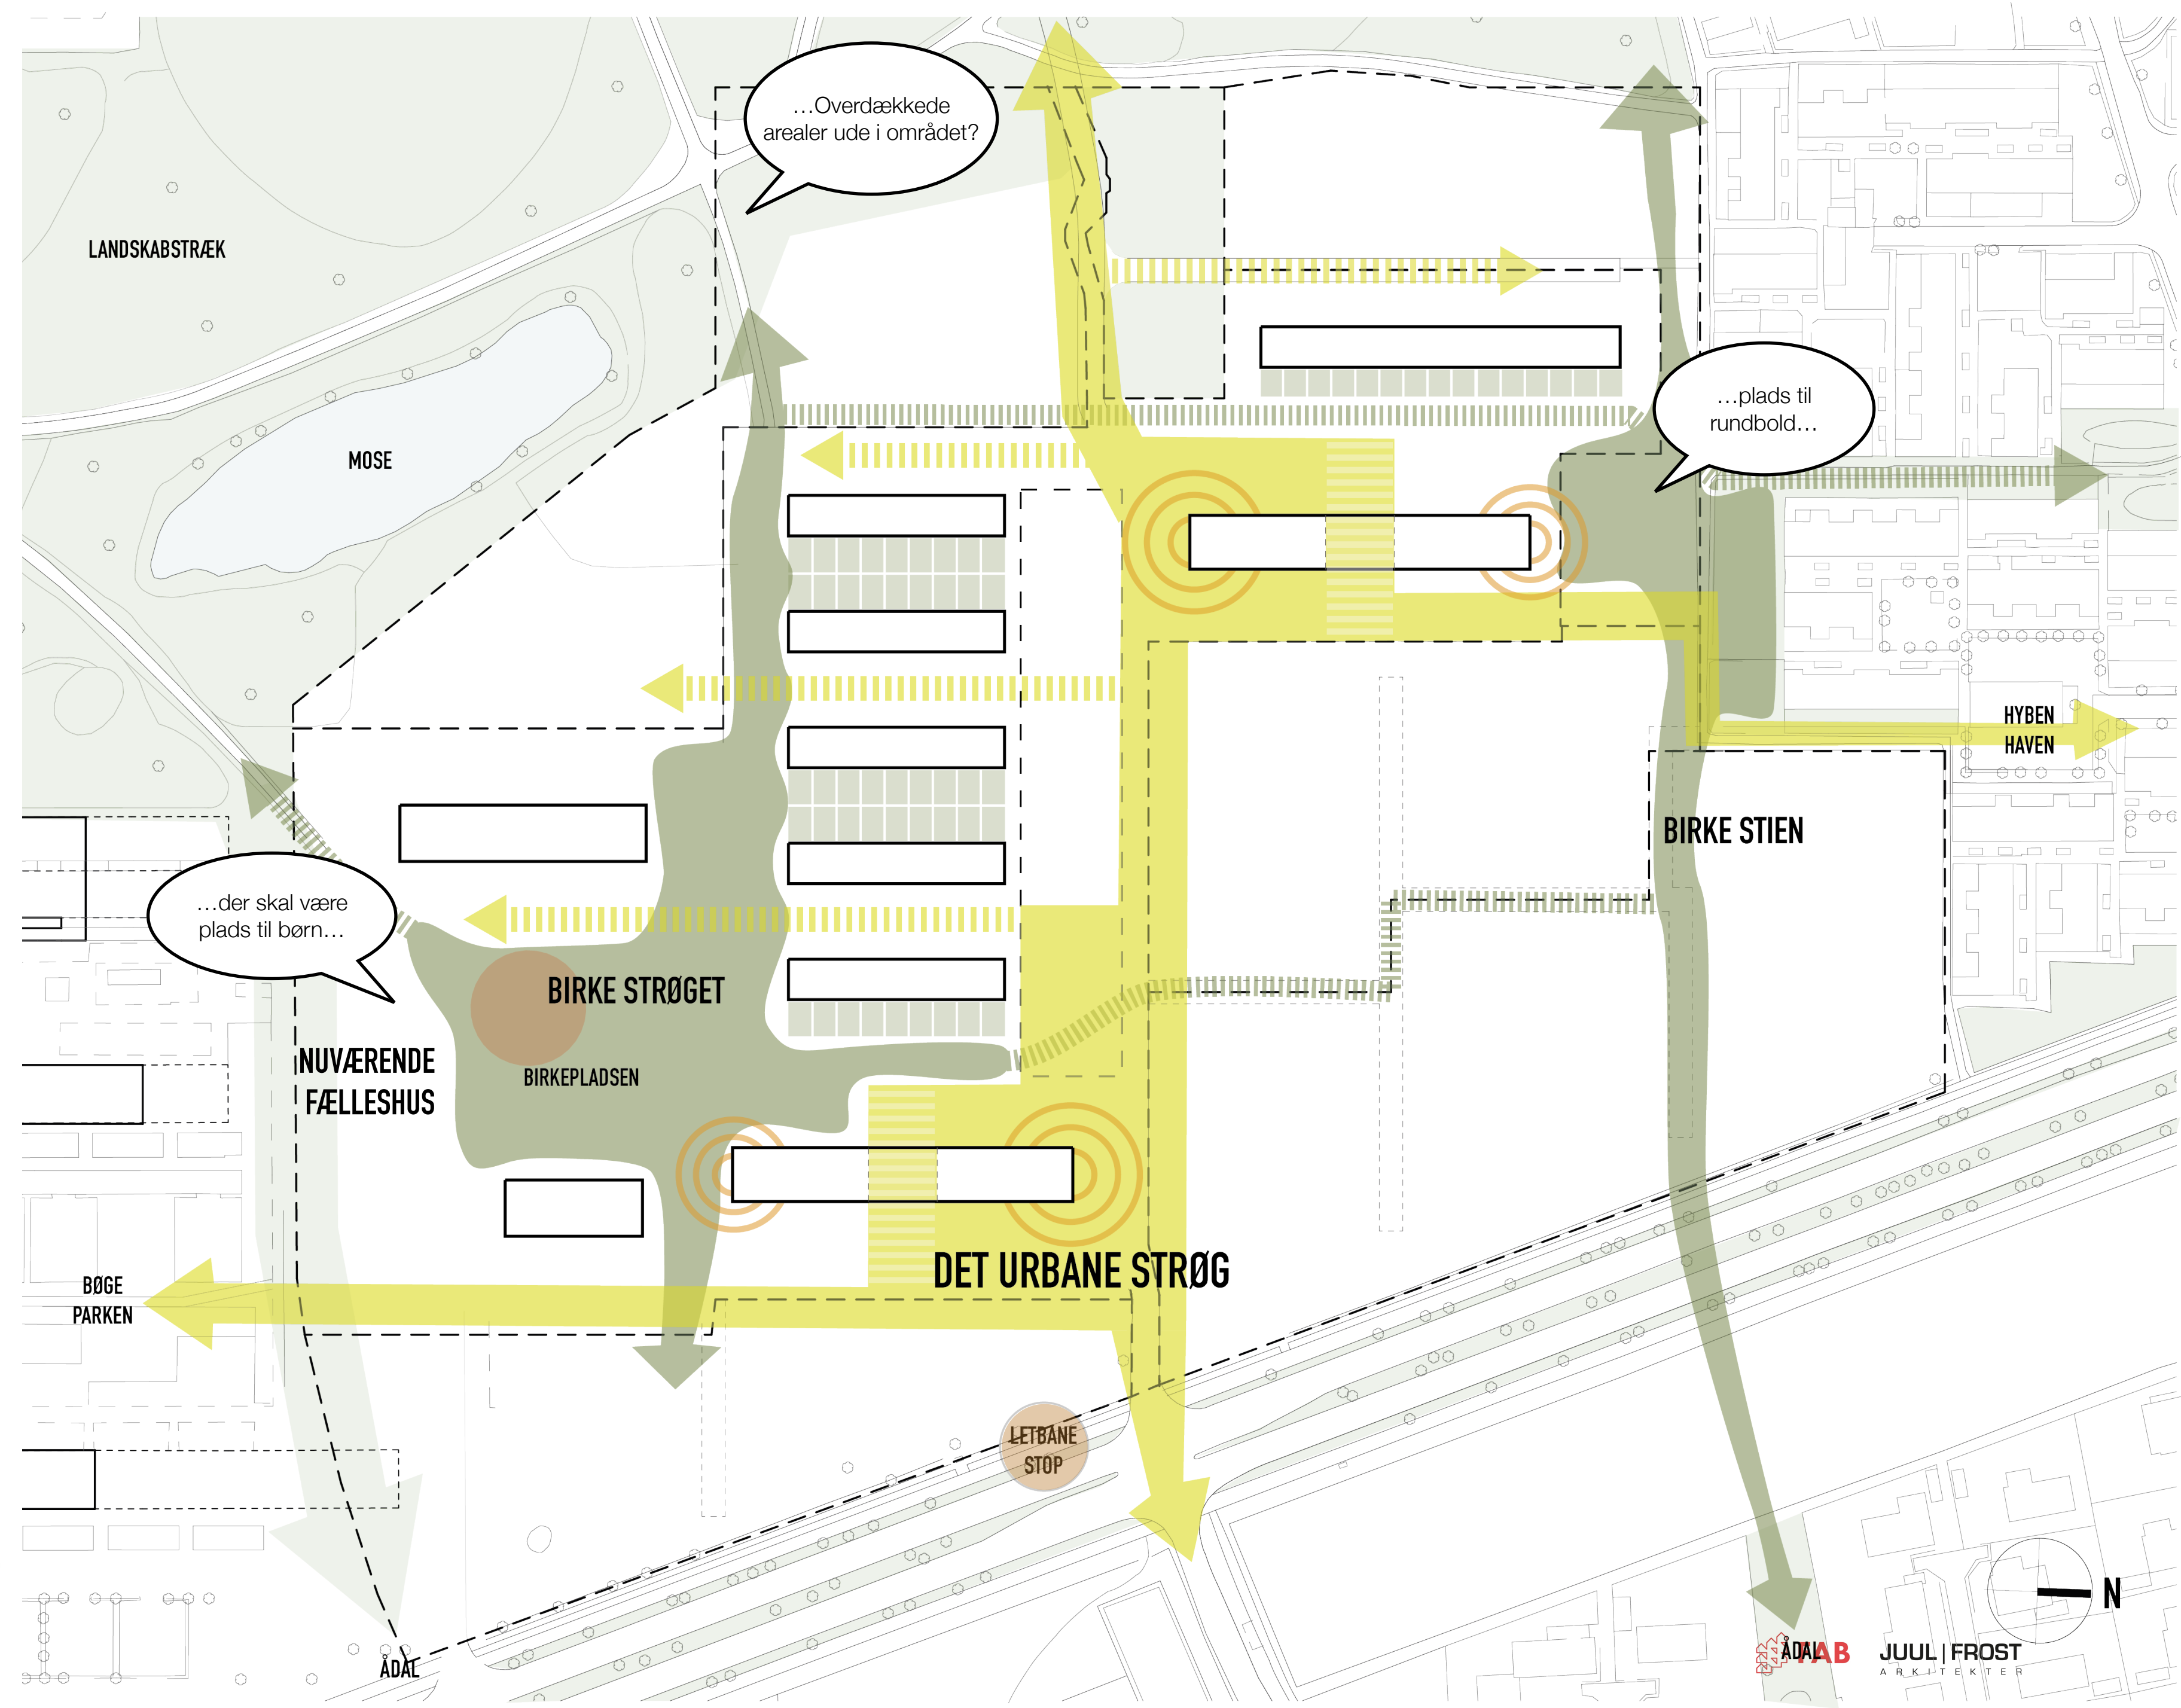 …Overdækkede
arealer ude i området?
LANDSKABSTRÆK
…plads til
rundbold…
MOSE
HYBEN
HAVEN
BIRKE STIEN
…der skal være
plads til børn…
BIRKE STRØGET
NUVÆRENDE
FÆLLESHUS
BIRKEPLADSEN
DET URBANE STRØG
BØGE
PARKEN
LETBANE
STOP
N
ÅDAL
ÅDAL
FAB
JUUL | FROST
ARKITEKTER